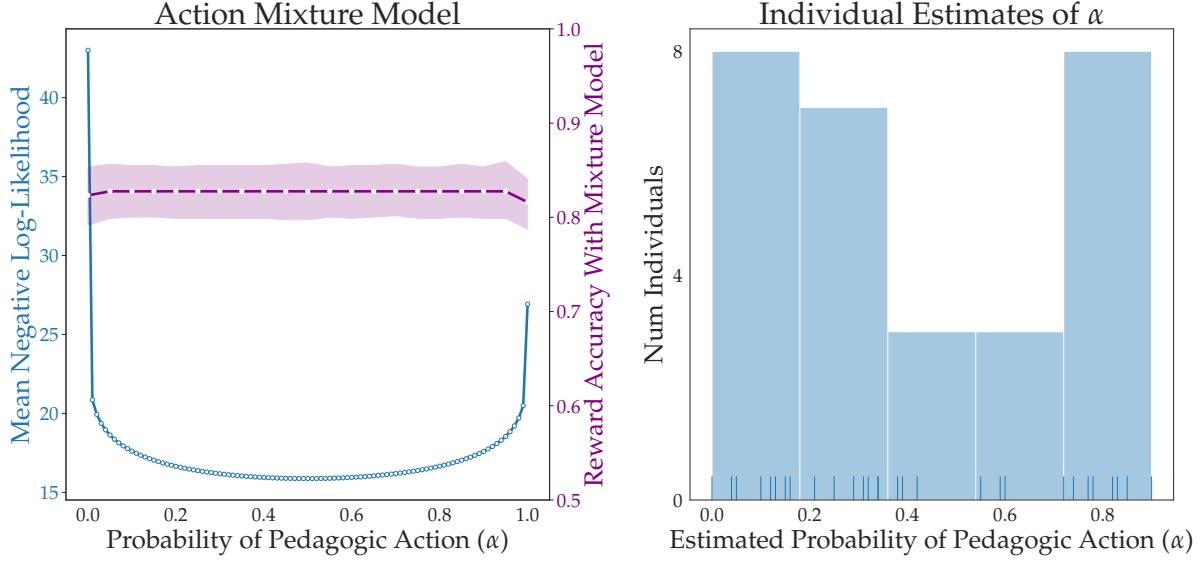 Action Mixture Model
Mean Negative Log-Likelihood
40
35
30
25
20
15
1.0
0.9
0.8
0.7
0.6
0.5
Reward Accuracy With Mixture Model
0.0 0.2 0.4 0.6 0.8 1.0
Probability of Pedagogic Action (α)
Individual Estimates of α
Num Individuals
8
4
0
0.0 0.2 0.4 0.6 0.8
Estimated Probability of Pedagogic Action (α)